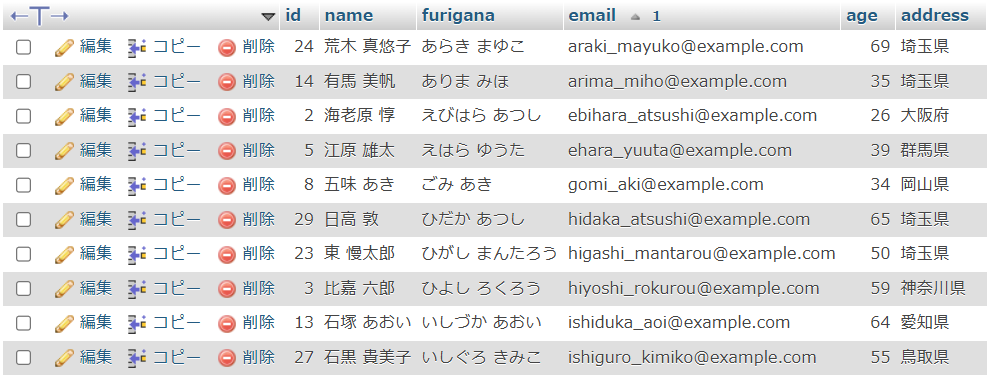 id name furigana email 1 age address
編集 コピー 削除 24 荒木 真悠子 あらき まゆこ araki_mayuko@example.com 69 埼玉県
編集 コピー 削除 14 有馬 美帆 ありま みほ arima_miho@example.com 35 埼玉県
編集 コピー 削除 2 海老原 惇 えびはら あつし ebihara_atsushi@example.com 26 大阪府
編集 コピー 削除 5 江原 雄太 えはら ゆうた ehara_yuuta@example.com 39 群馬県
編集 コピー 削除 8 五味 あき ごみ あき gomi_aki@example.com 34 岡山県
編集 コピー 削除 29 日高 敦 ひだか あつし hidaka_atsushi@example.com 65 埼玉県
編集 コピー 削除 23 東 慢太郎 ひがし まんたろう higashi_mantarou@example.com 50 埼玉県
編集 コピー 削除 3 比嘉 六郎 ひよし ろくろう hiyoshi_rokurou@example.com 59 神奈川県
編集 コピー 削除 13 石塚 あおい いしづか あおい ishiduka_aoi@example.com 64 愛知県
編集 コピー 削除 27 石黒 貴美子 いしぐろ きみこ ishiguro_kimiko@example.com 55 鳥取県